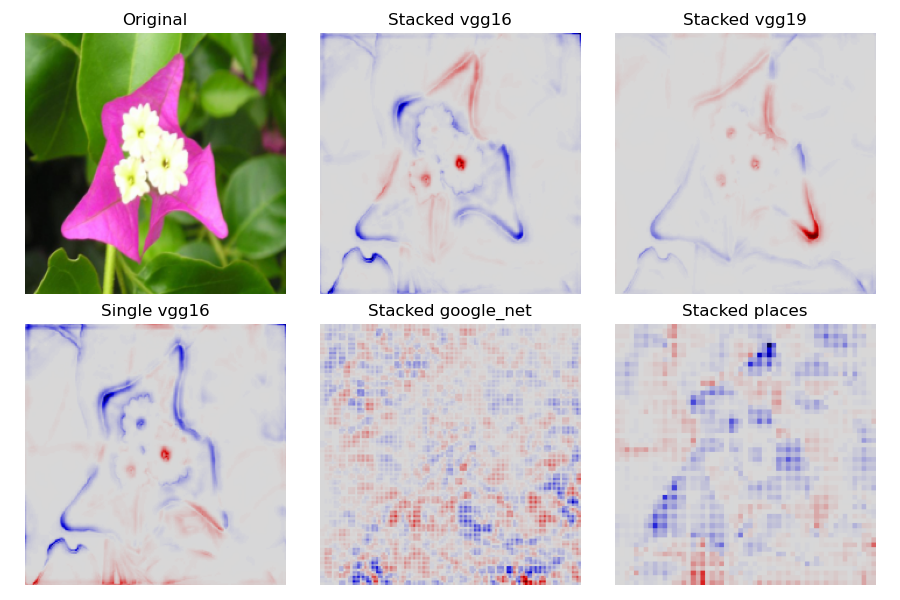 Original
Stacked vgg16
Stacked vgg19
Single vgg16
Stacked google_net
Stacked places